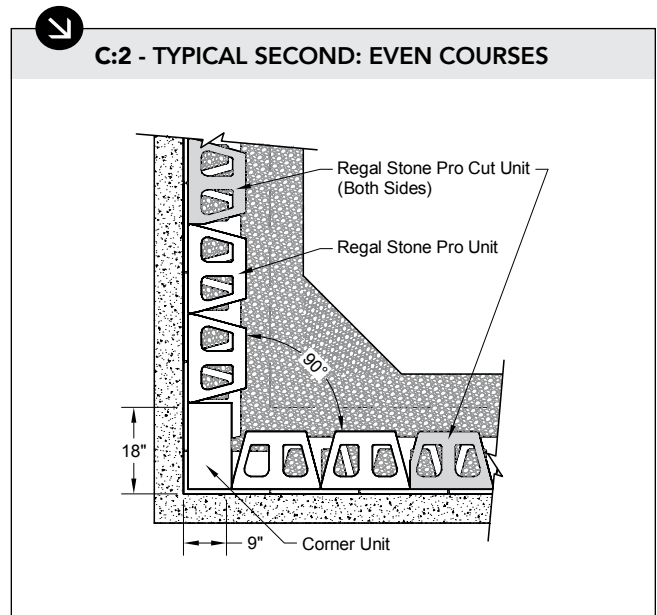 C:2 - TYPICAL SECOND: EVEN COURSES
Regal Stone Pro Cut Unit
(Both Sides)
Regal Stone Pro Unit
90°
18"
9"
Corner Unit